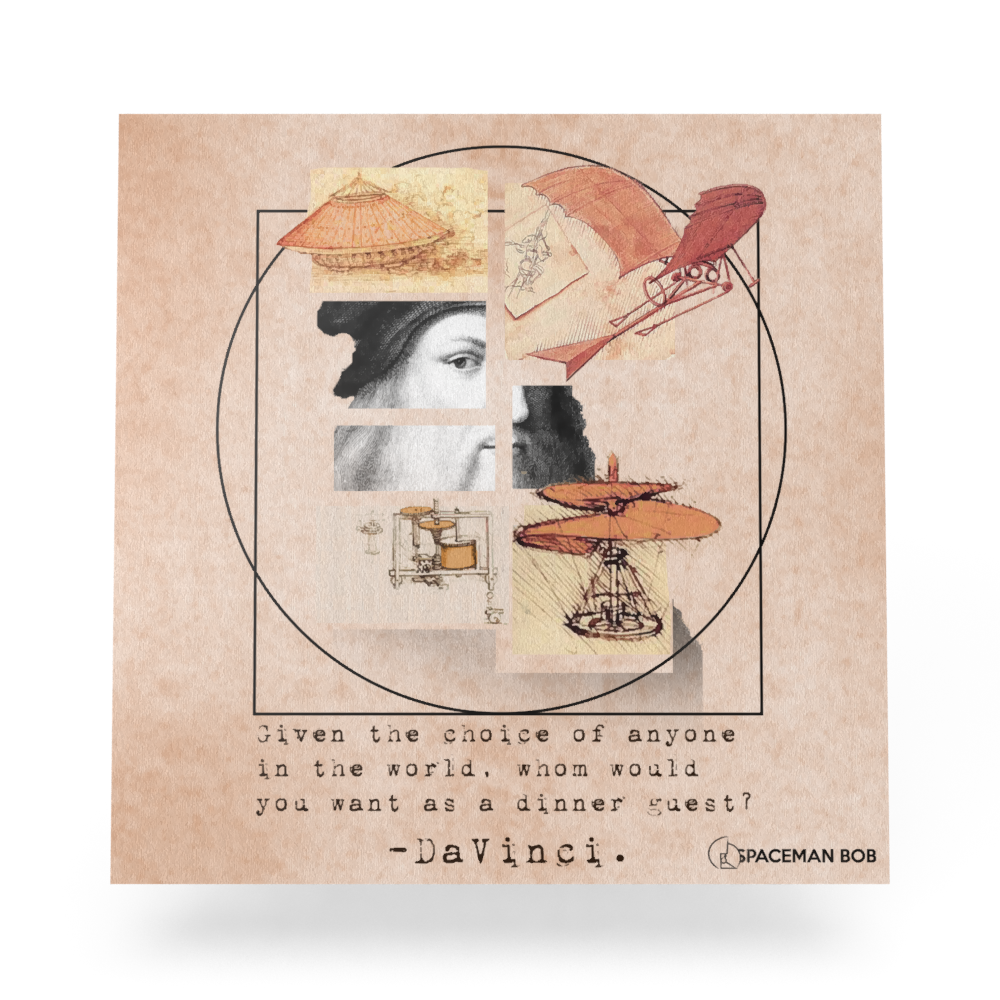 Given the choice of anyone
in the world, whom would
you want as a dinner guest?
-DaVinci.
SPACEMAN BOB